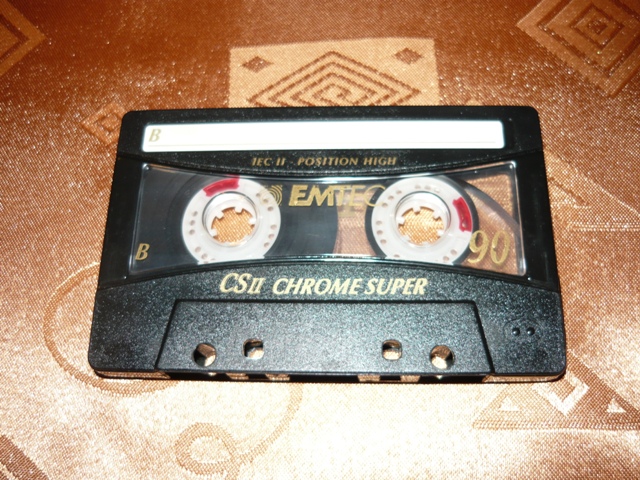 B
IEC II POSITION HIGH
EMTEC
B
90
CSII CHROME SUPER